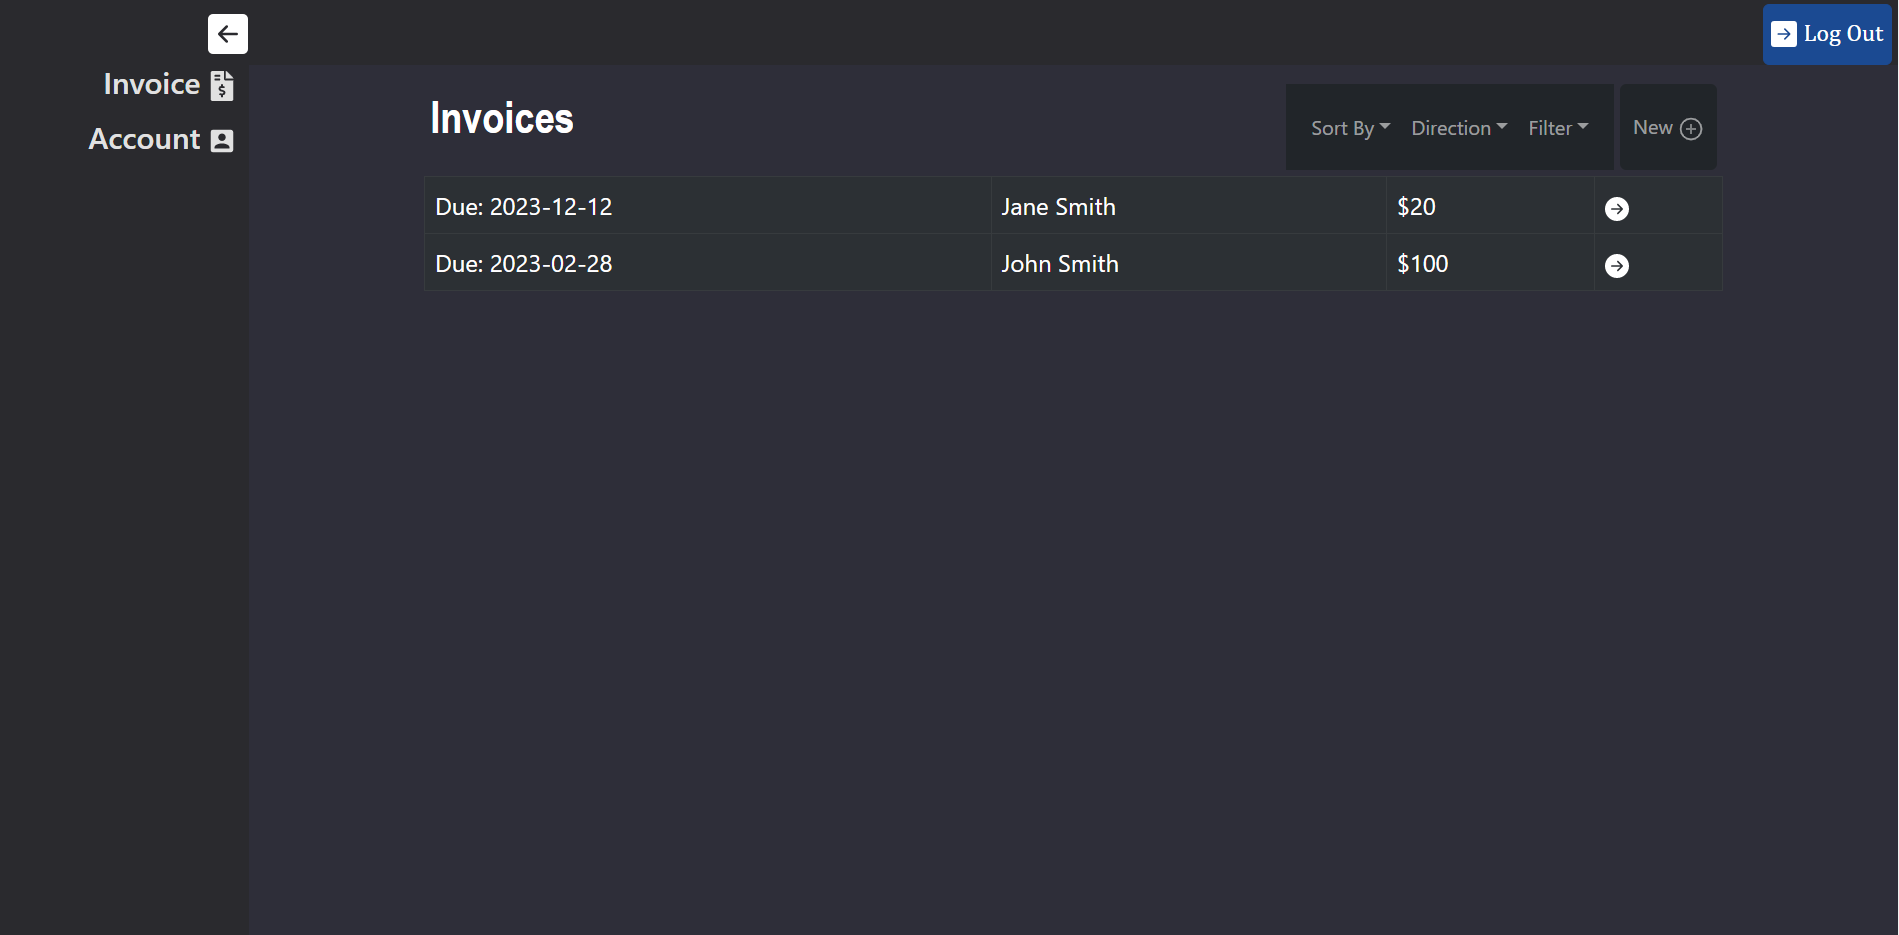 Log Out
Invoice
Account
Invoices
Sort By Direction Filter New
Due: 2023-12-12 Jane Smith $20
Due: 2023-02-28 John Smith $100